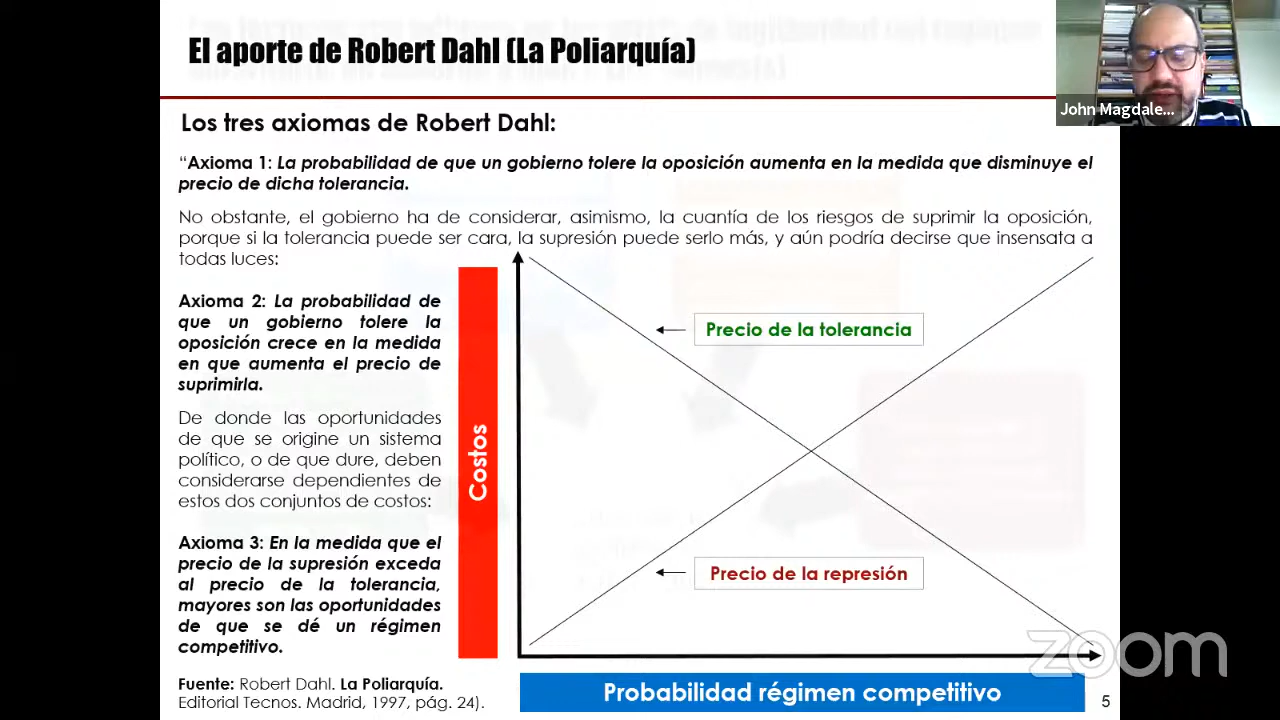 El aporte de Robert Dahl (La Poliarquía)
John Magdale...
Los tres axiomas de Robert Dahl:
“Axioma 1: La probabilidad de que un gobierno tolere la oposición aumenta en la medida que disminuye el
precio de dicha tolerancia.
No obstante, el gobierno ha de considerar, asimismo, la cuantía de los riesgos de suprimir la oposición,
porque si la tolerancia puede ser cara, la supresión puede serlo más, y aún podría decirse que insensata a
todas luces:
Axioma 2: La probabilidad de
que un gobierno tolere la
oposición crece en la medida
en que aumenta el precio de
suprimirla.
De donde las oportunidades
de que se origine un sistema
político, o de que dure, deben
considerarse dependientes de
estos dos conjuntos de costos:
Axioma 3: En la medida que el
precio de la supresión exceda
al precio de la tolerancia,
mayores son las oportunidades
de que se dé un régimen
competitivo.
Fuente: Robert Dahl. La Poliarquía.
Editorial Tecnos. Madrid, 1997, pág. 24).
Costos
Precio de la tolerancia
Precio de la represión
Probabilidad régimen competitivo
zoom
5